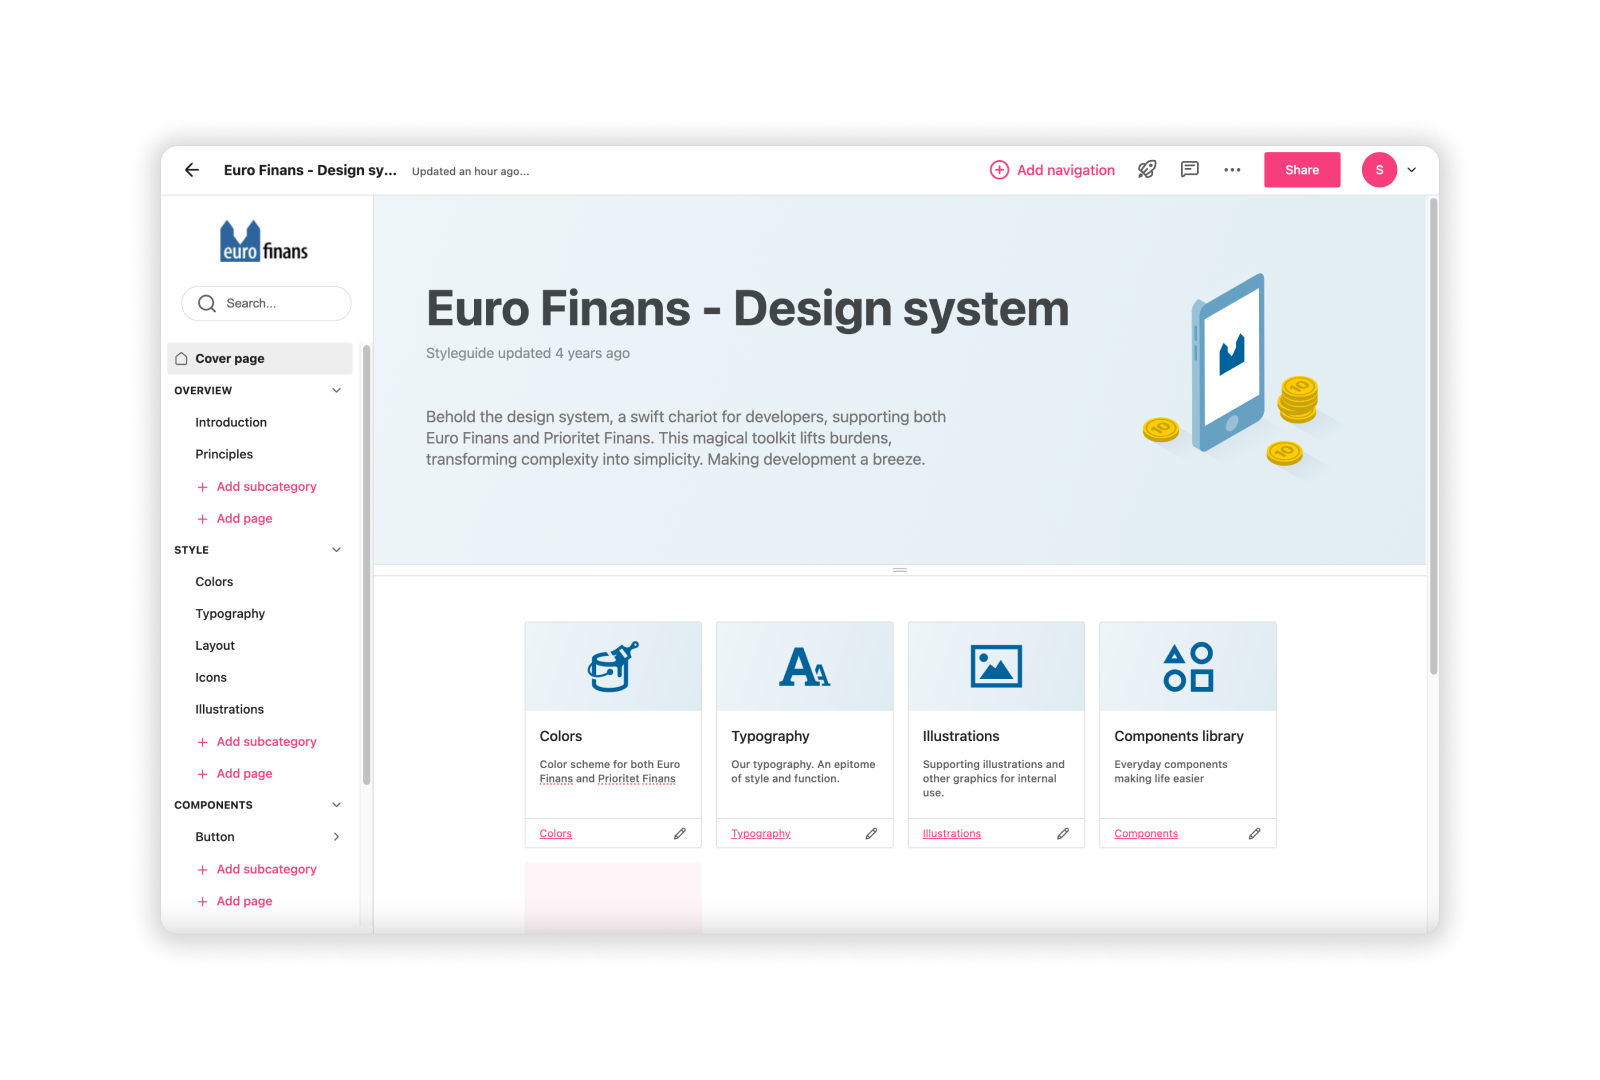 Euro Finans - Design sy...
Updated an hour ago...
Add navigation
Share
S
euro finans
Search...
Cover page
OVERVIEW
Introduction
Principles
Add subcategory
Add page
STYLE
Colors
Typography
Layout
Icons
Illustrations
Add subcategory
Add page
COMPONENTS
Button
Add subcategory
Add page
Euro Finans - Design system
Styleguide updated 4 years ago
Behold the design system, a swift chariot for developers, supporting both
Euro Finans and Prioritet Finans. This magical toolkit lifts burdens,
transforming complexity into simplicity. Making development a breeze.
10
10
10
Colors
Color scheme for both Euro
Finans and Prioritet Finans
Colors
Typography
Our typography. An epitome
of style and function.
Typography
Illustrations
Supporting illustrations and
other graphics for internal
use.
Illustrations
Components library
Everyday components
making life easier
Components